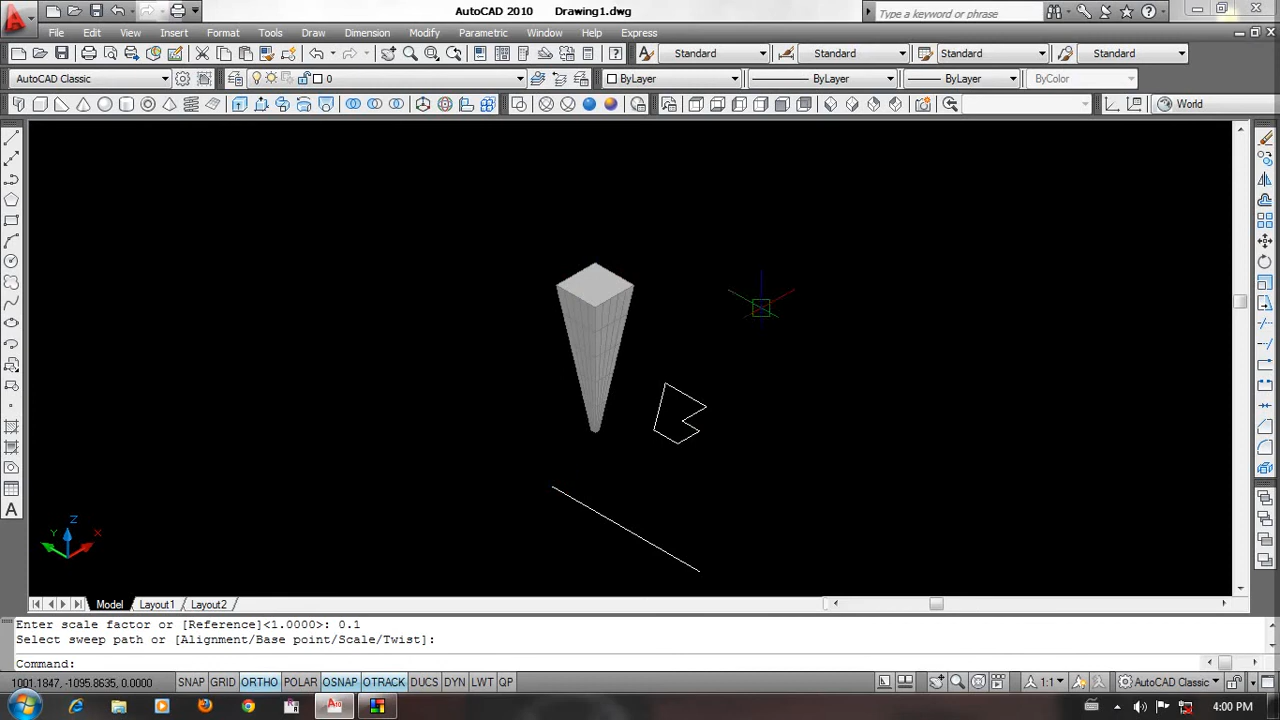 AutoCAD 2010 Drawing1.dwg
Type a keyword or phrase
File Edit View Insert Format Tools Draw Dimension Modify Parametric Window Help Express
Standard Standard Standard Standard
AutoCAD Classic 0 ByLayer ByLayer ByLayer ByColor
World
Z
Y X
Model Layout1 Layout2
Enter scale factor or [Reference]<1.0000>: 0.1
Select sweep path or [Alignment/Base point/Scale/Twist]:
Command:
1001.1847, -1095.8635, 0.0000 SNAP GRID ORTHO POLAR OSNAP OTRACK DUCS DYN LWT QP 1:1 AutoCAD Classic
4:00 PM